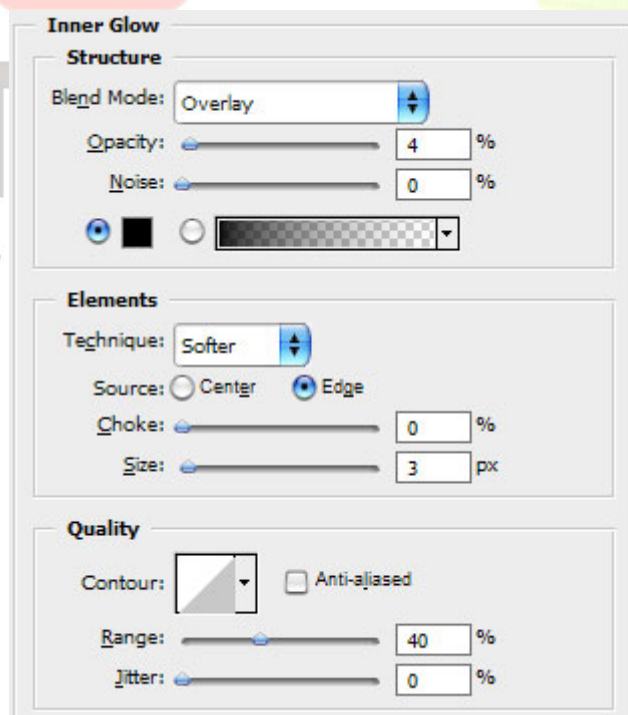 Inner Glow
Structure
Blend Mode: Overlay
Opacity: 4 %
Noise: 0 %
Elements
Technique: Softer
Source: Center Edge
Choke: 0 %
Size: 3 px
Quality
Contour: Anti-aliased
Range: 40 %
Jitter: 0 %